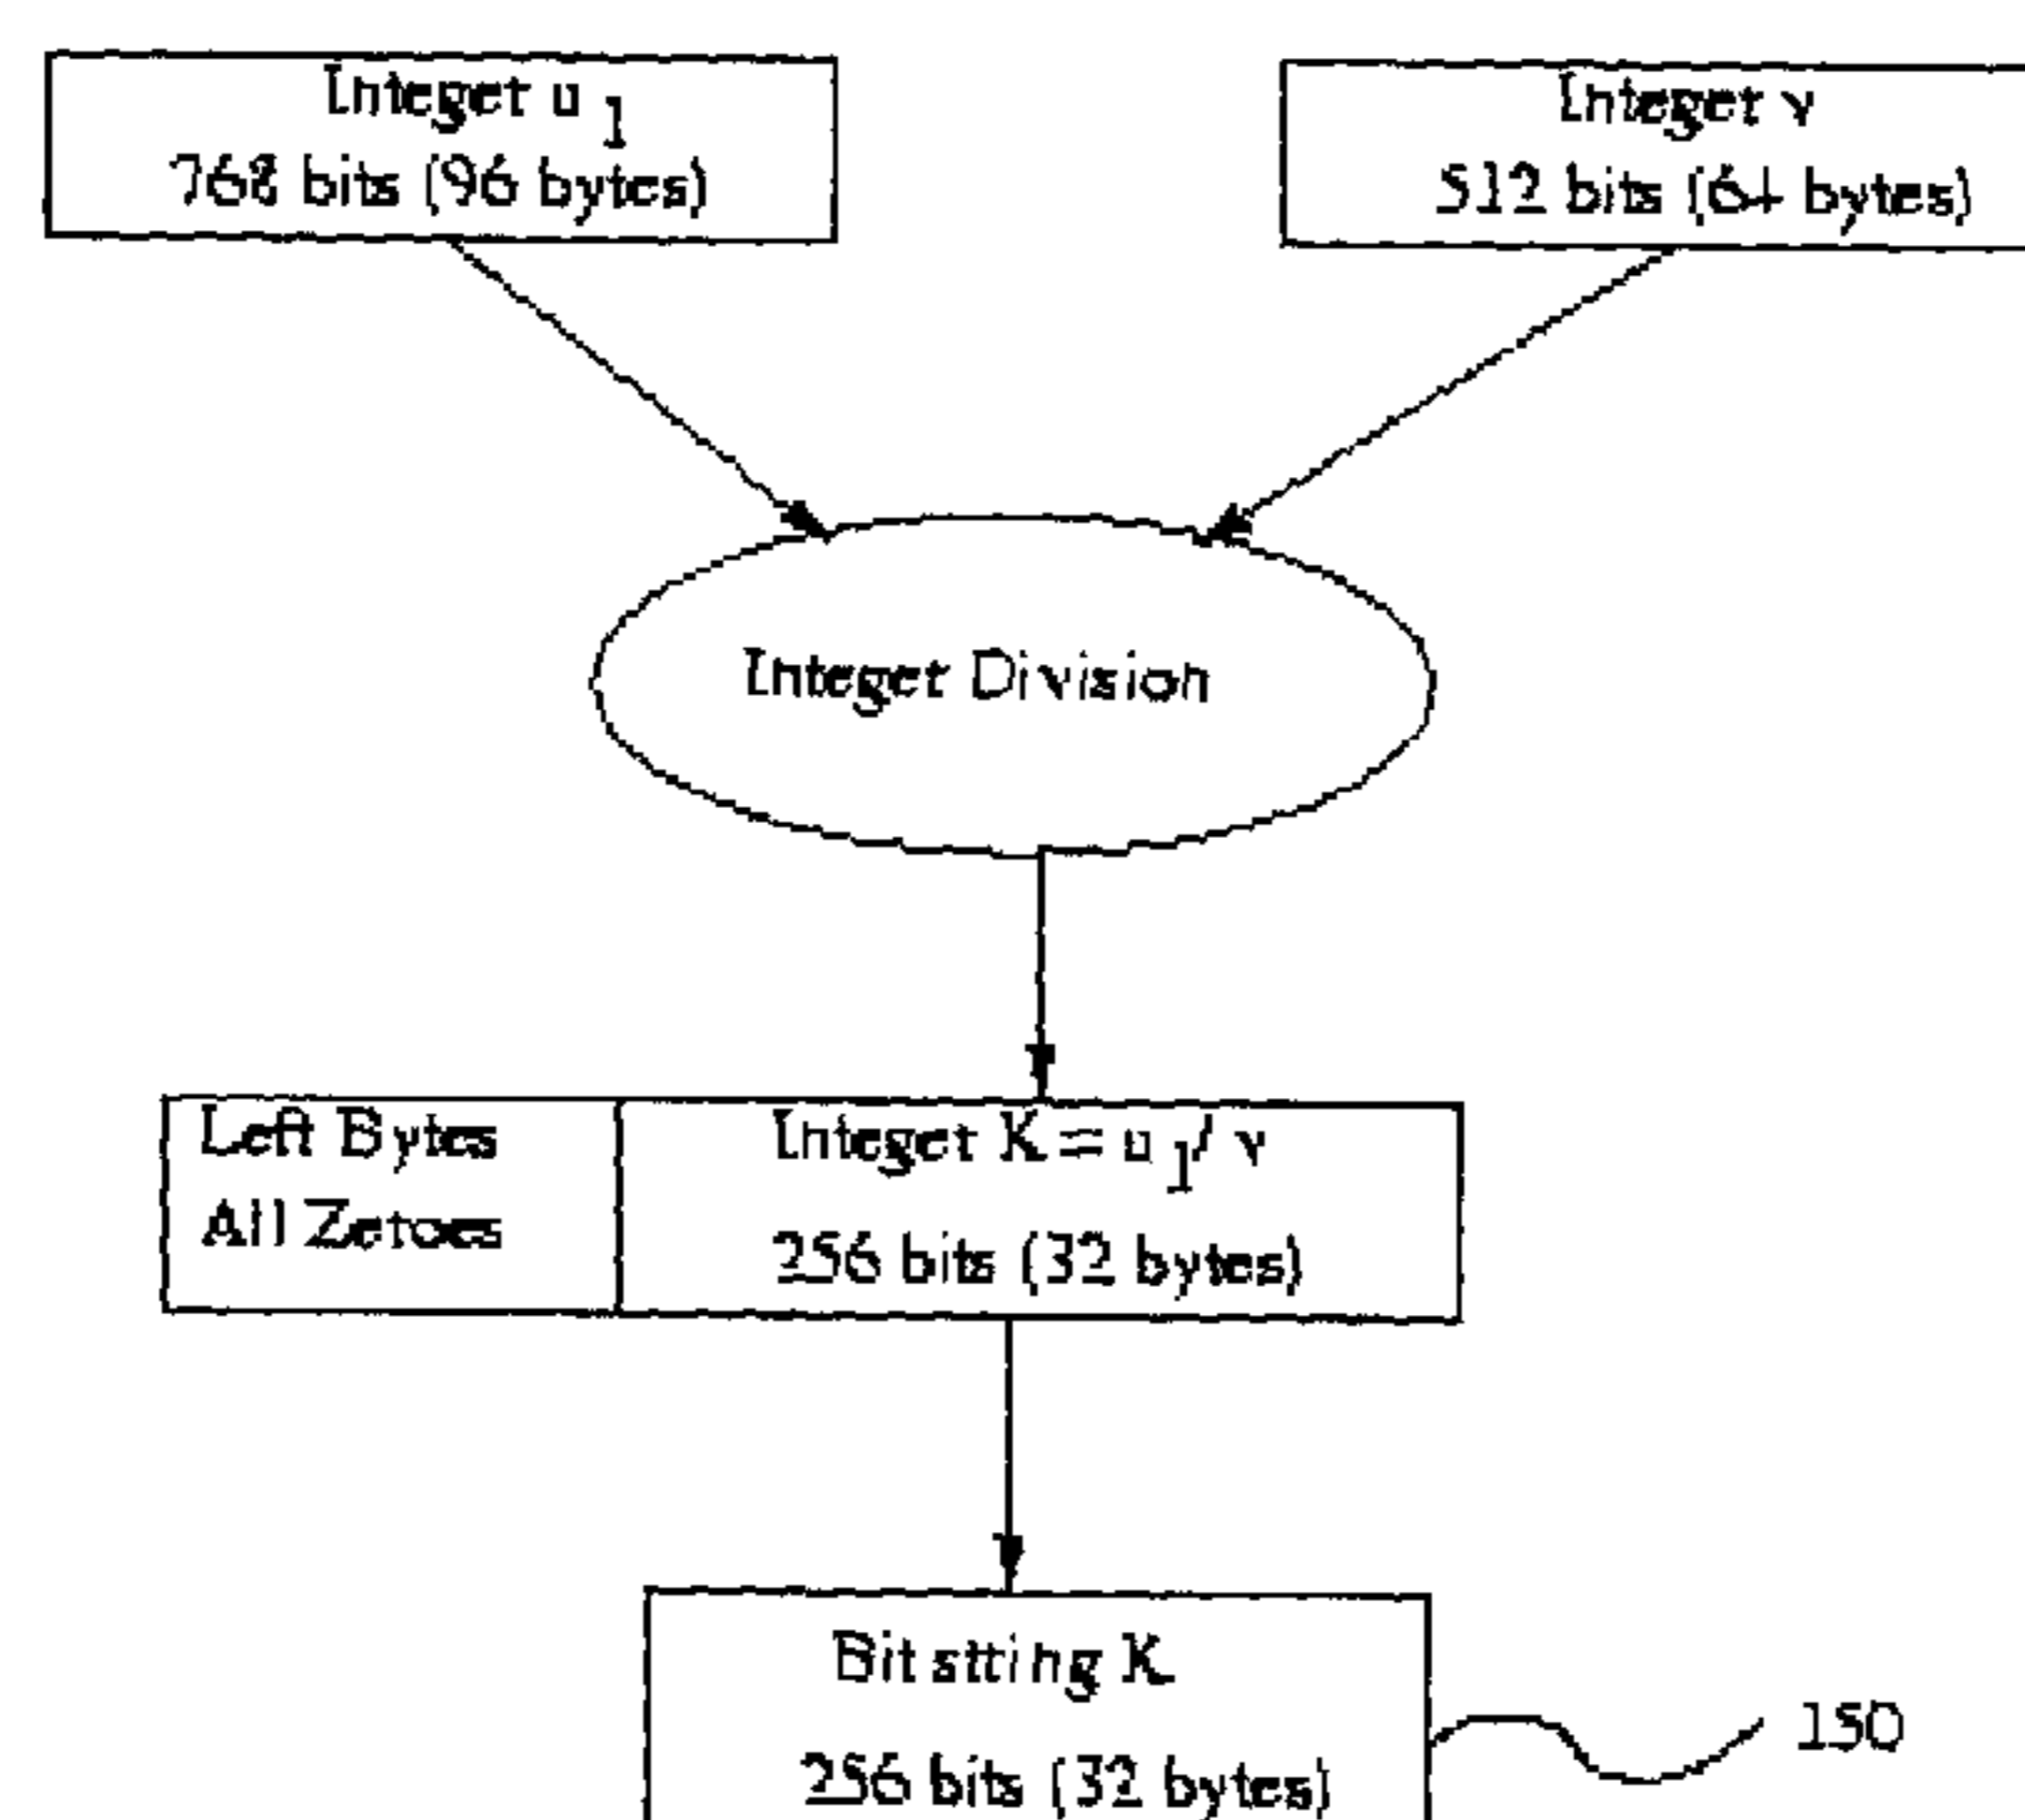 Integer u 1
768 bits (96 bytes)
Integer v
512 bits (64 bytes)
Integer Division
Left Bytes
All Zeroes
Integer K = u 1/ v
256 bits (32 bytes)
Bit string K
256 bits (32 bytes)
150